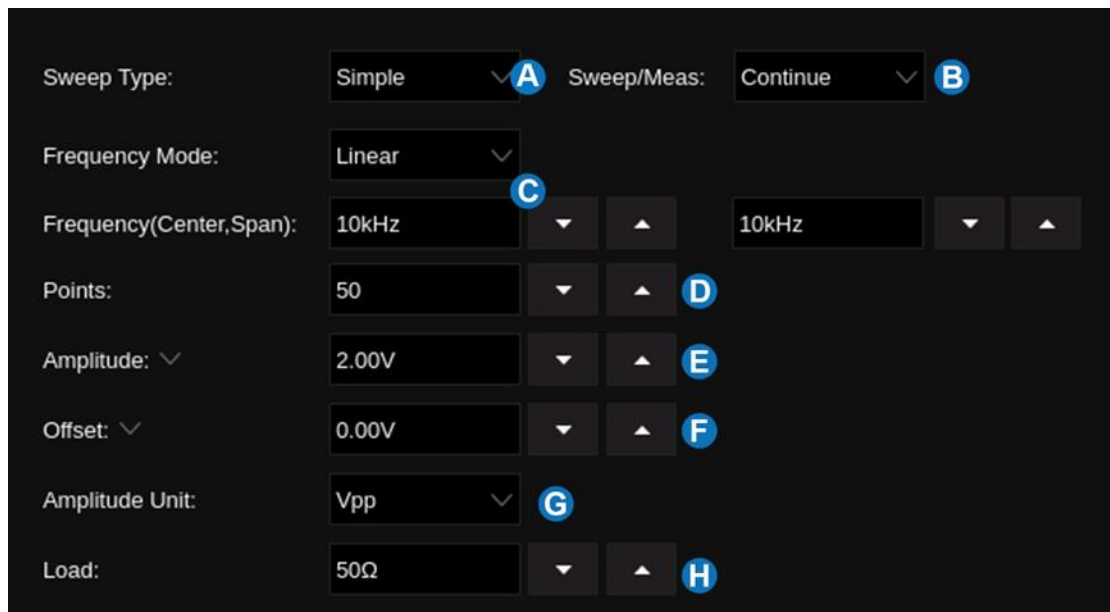 Sweep Type: Simple A Sweep/Meas: Continue B
Frequency Mode: Linear
C
Frequency(Center,Span): 10kHz 10kHz
Points: 50 D
Amplitude: 2.00V E
Offset: 0.00V F
Amplitude Unit: Vpp G
Load: 50Ω H